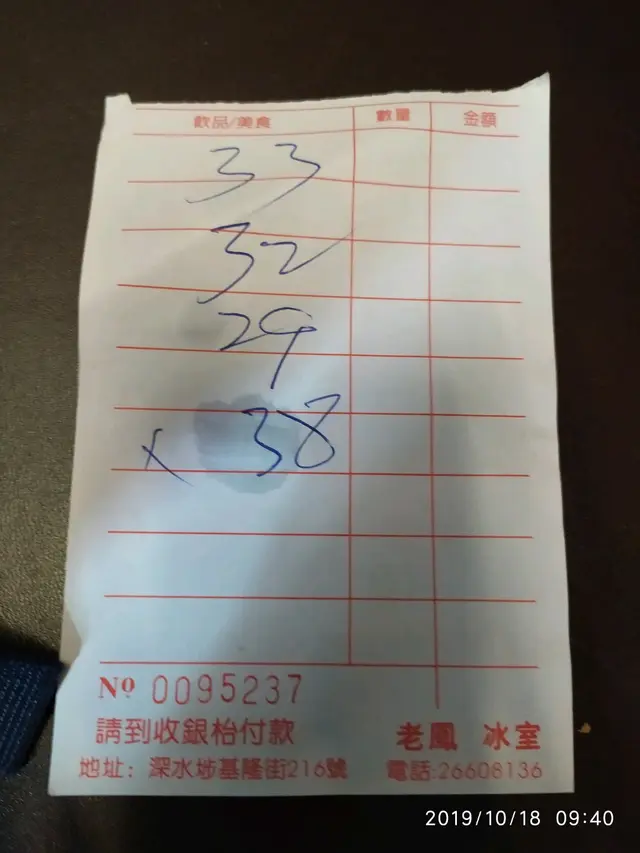 飲品/美食 數量 金額
33
32
29
x 38
Nº 0095237
請到收銀枱付款 老鳳 冰室
地址: 深水埗基隆街216號 電話:26608136
2019/10/18 09:40